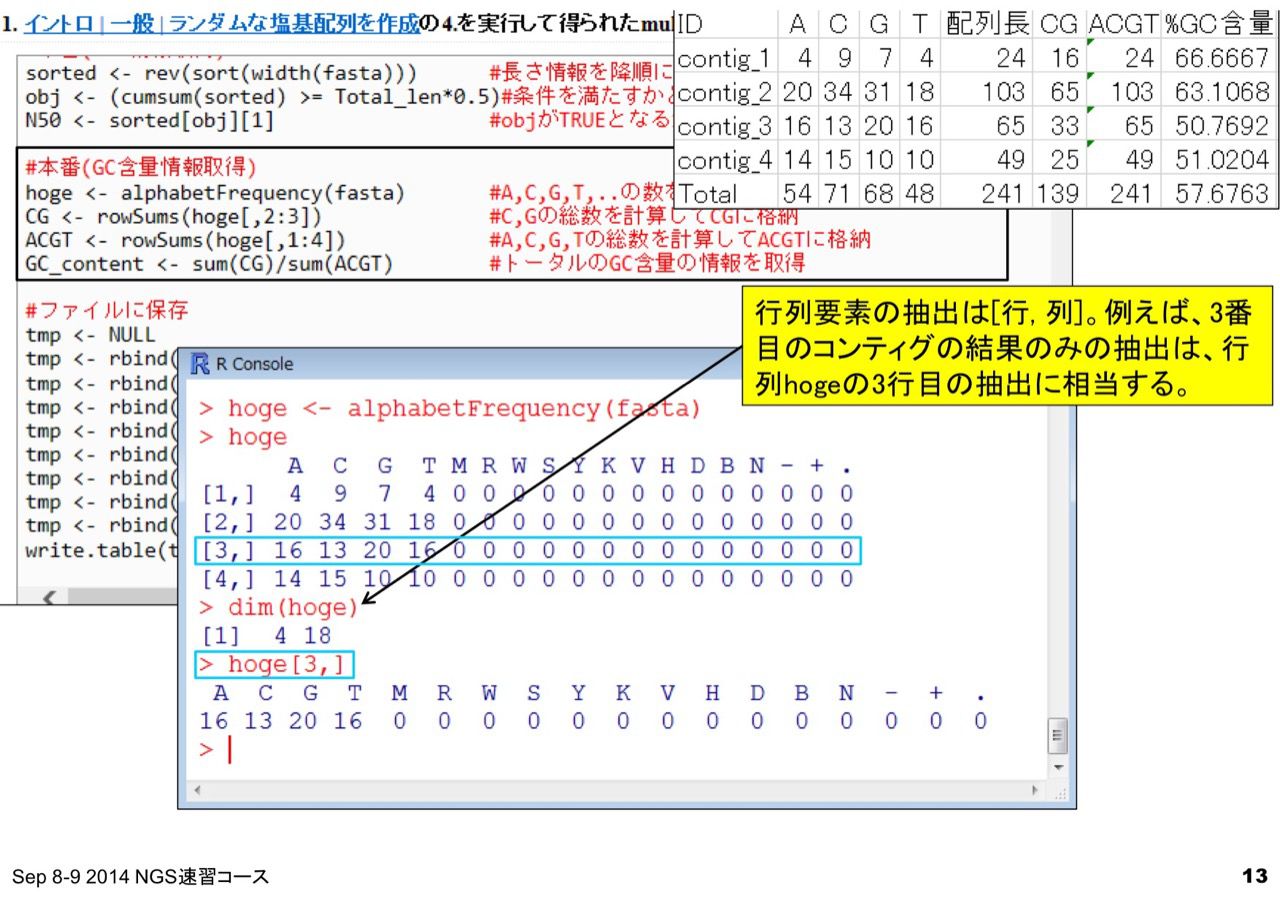 1. イントロ | 一般 | ランダムな塩基配列を作成の4.を実行して得られたmul
ID A C G T 配列長 CG ACGT %GC含量
contig_1 4 9 7 4 24 16 24 66.6667
contig_2 20 34 31 18 103 65 103 63.1068
contig_3 16 13 20 16 65 33 65 50.7692
contig_4 14 15 10 10 49 25 49 51.0204
Total 54 71 68 48 241 139 241 57.6763
sorted <- rev(sort(width(fasta))) #長さ情報を降順に
obj <- (cumsum(sorted) >= Total_len*0.5)#条件を満たすか
N50 <- sorted[obj][1] #objがTRUEとなる
#本番(GC含量情報取得)
hoge <- alphabetFrequency(fasta) #A,C,G,T,..の数を
CG <- rowSums(hoge[,2:3]) #C,Gの総数を計算してCGに格納
ACGT <- rowSums(hoge[,1:4]) #A,C,G,Tの総数を計算してACGTに格納
GC_content <- sum(CG)/sum(ACGT) #トータルのGC含量の情報を取得
#ファイルに保存
tmp <- NULL
tmp <- rbind(
tmp <- rbind(
tmp <- rbind(
tmp <- rbind(
tmp <- rbind(
tmp <- rbind(
tmp <- rbind(
tmp <- rbind(
write.table(t
行列要素の抽出は[行, 列]。例えば、3番
目のコンティグの結果のみの抽出は、行
列hogeの3行目の抽出に相当する。
R R Console
> hoge <- alphabetFrequency(fasta)
> hoge
A C G T M R W S Y K V H D B N - + .
[1,] 4 9 7 4 0 0 0 0 0 0 0 0 0 0 0 0 0 0
[2,] 20 34 31 18 0 0 0 0 0 0 0 0 0 0 0 0 0 0
[3,] 16 13 20 16 0 0 0 0 0 0 0 0 0 0 0 0 0 0
[4,] 14 15 10 10 0 0 0 0 0 0 0 0 0 0 0 0 0 0
> dim(hoge)
[1] 4 18
> hoge[3,]
A C G T M R W S Y K V H D B N - + .
16 13 20 16 0 0 0 0 0 0 0 0 0 0 0 0 0 0
>
Sep 8-9 2014 NGS速習コース
13